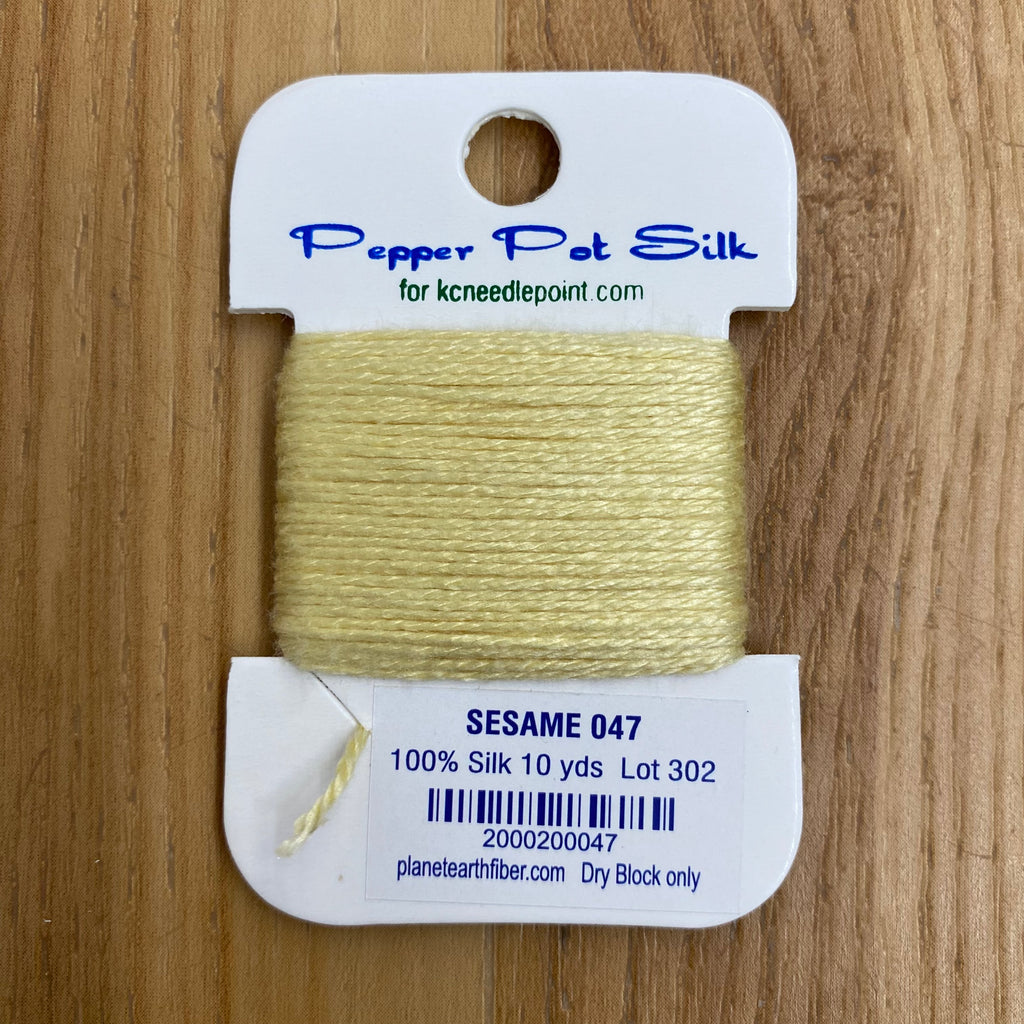 Pepper Pot Silk
for kcneedlepoint.com
SESAME 047
100% Silk 10 yds Lot 302
2000200047
planetearthfiber.com Dry Block only